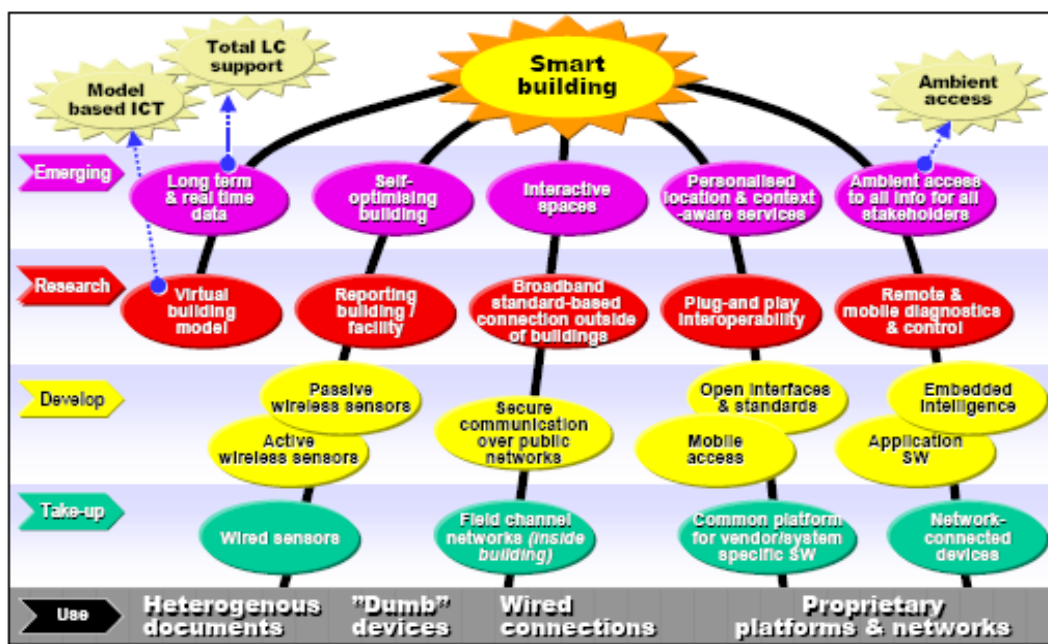 Total LC
support
Smart
building
Model
based ICT
Ambient
access
Emerging
Long term
& real time
data
Self-
optimising
building
Interactive
spaces
Personalised
location & context
-aware services
Ambient access
to all info for all
stakeholders
Research
Virtual
building
model
Reporting
building /
facility
Broadband
standard-based
connection outside
of buildings
Plug-and play
interoperability
Remote &
mobile diagnostics
& control
Develop
Passive
wireless sensors
Active
wireless sensors
Secure
communication
over public
networks
Open interfaces
& standards
Mobile
access
Embedded
intelligence
Application
SW
Take-up
Wired sensors
Field channel
networks (inside
building)
Common platform
for vendor/system
specific SW
Network-
connected
devices
Use
Heterogenous
documents
”Dumb”
devices
Wired
connections
Proprietary
platforms & networks